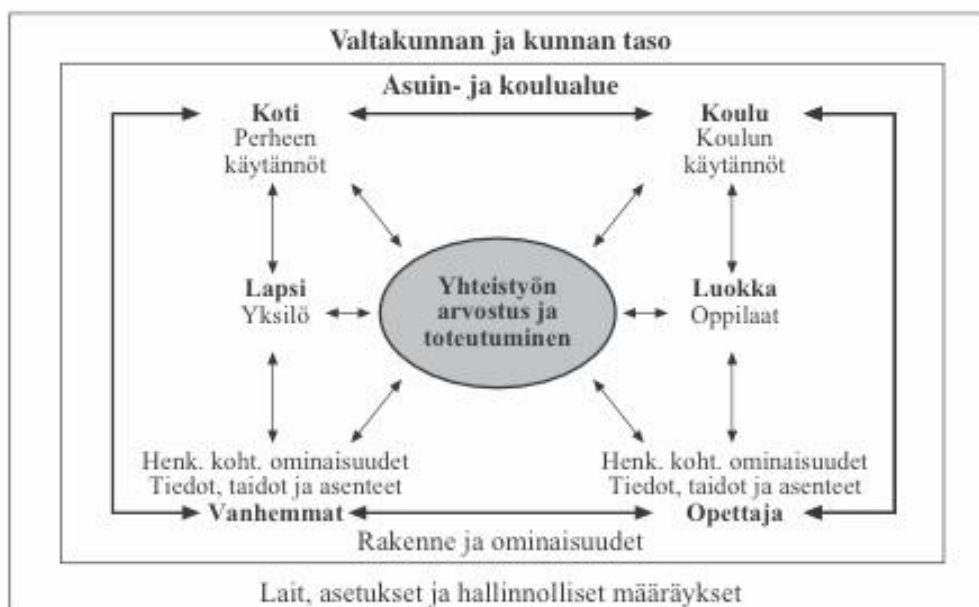 Valtakunnan ja kunnan taso
Asuin- ja koulualue
Koti
Perheen
käytännöt
Koulu
Koulun
käytännöt
Lapsi
Yksilö
Yhteistyön
arvostus ja
toteutuminen
Luokka
Oppilaat
Henk. koht. ominaisuudet
Tiedot, taidot ja asenteet
Vanhemmat
Henk. koht. ominaisuudet
Tiedot, taidot ja asenteet
Opettaja
Rakenne ja ominaisuudet
Lait, asetukset ja hallinnolliset määräykset